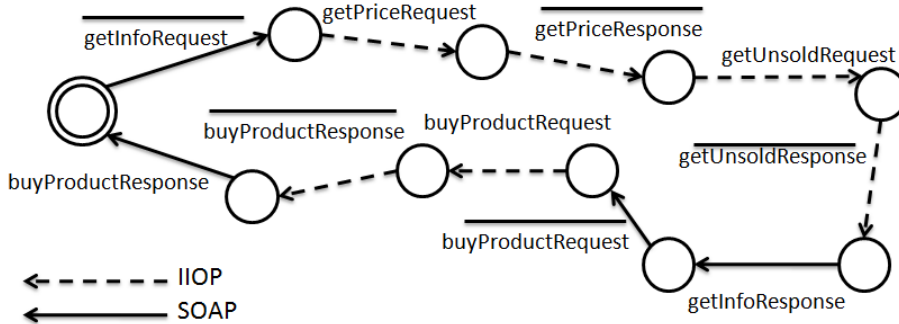 getPriceRequest
getInfoRequest
getPriceResponse
getUnsoldRequest
buyProductResponse
buyProductRequest
getUnsoldResponse
buyProductResponse
buyProductRequest
IIOP
getInfoResponse
SOAP